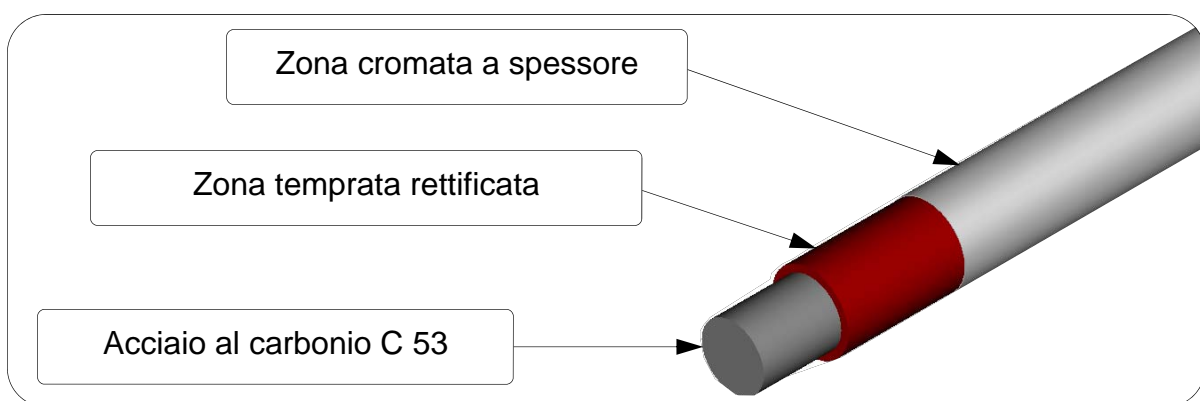 Zona cromata a spessore
Zona temprata rettificata
Acciaio al carbonio C 53